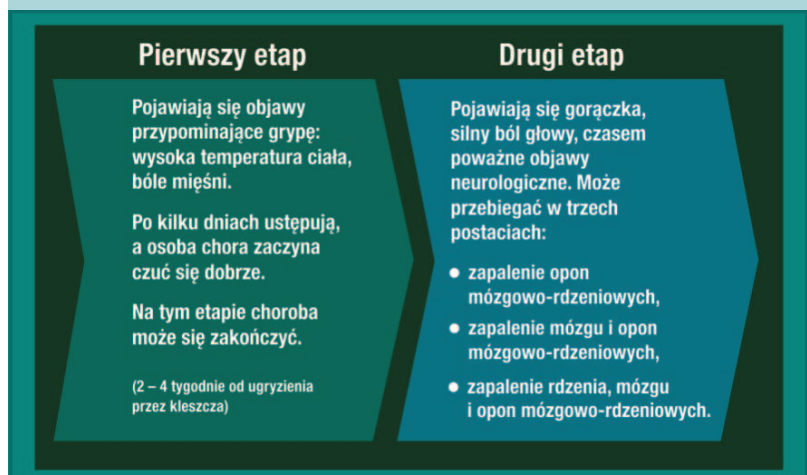 Pierwszy etap
Pojawiają się objawy
przypominające grypę:
wysoka temperatura ciała,
bóle mięśni.
Po kilku dniach ustępują,
a osoba chora zaczyna
czuć się dobrze.
Na tym etapie choroba
może się zakończyć.
(2 – 4 tygodnie od ugryzienia
przez kleszcza)
Drugi etap
Pojawiają się gorączka,
silny ból głowy, czasem
poważne objawy
neurologiczne. Może
przebiegać w trzech
postaciach:
• zapalenie opon
mózgowo-rdzeniowych,
• zapalenie mózgu i opon
mózgowo-rdzeniowych,
• zapalenie rdzenia, mózgu
i opon mózgowo-rdzeniowych.